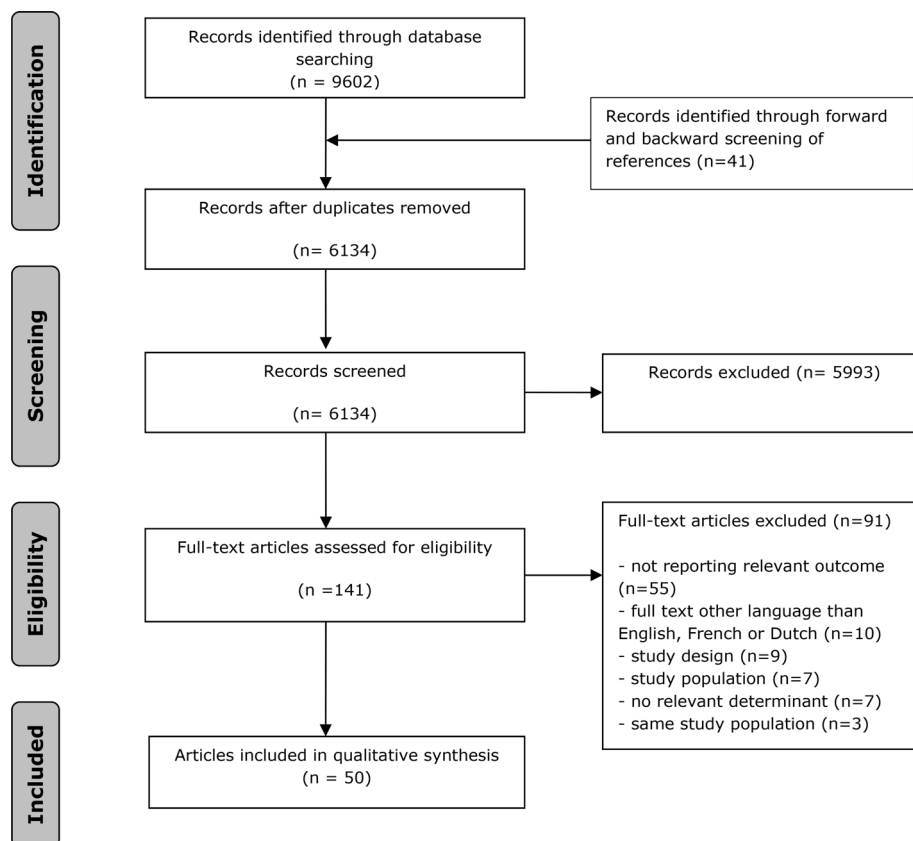 Identification
Records identified through database
searching
(n = 9602)
Records identified through forward
and backward screening of
references (n=41)
Records after duplicates removed
(n= 6134)
Screening
Records screened
(n= 6134)
Records excluded (n= 5993)
Eligibility
Full-text articles assessed for eligibility
(n =141)
Full-text articles excluded (n=91)
- not reporting relevant outcome
(n=55)
- full text other language than
English, French or Dutch (n=10)
- study design (n=9)
- study population (n=7)
- no relevant determinant (n=7)
- same study population (n=3)
Included
Articles included in qualitative synthesis
(n = 50)